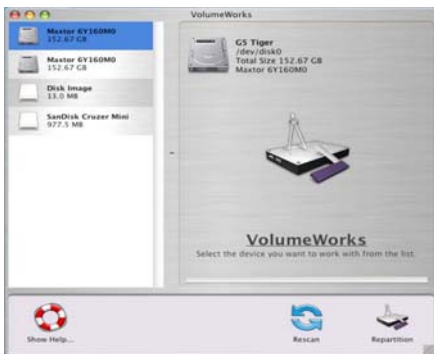 VolumeWorks
Maxtor 6Y160M0
152.67 GB
Maxtor 6Y160M0
152.67 GB
Disk Image
13.0 MB
SanDisk Cruzer Mini
977.5 MB
G5 Tiger
/dev/disk0
Total Size 152.67 GB
Maxtor 6Y160M0
VolumeWorks
Select the device you want to work with from the list.
Show Help...
Rescan
Repartition